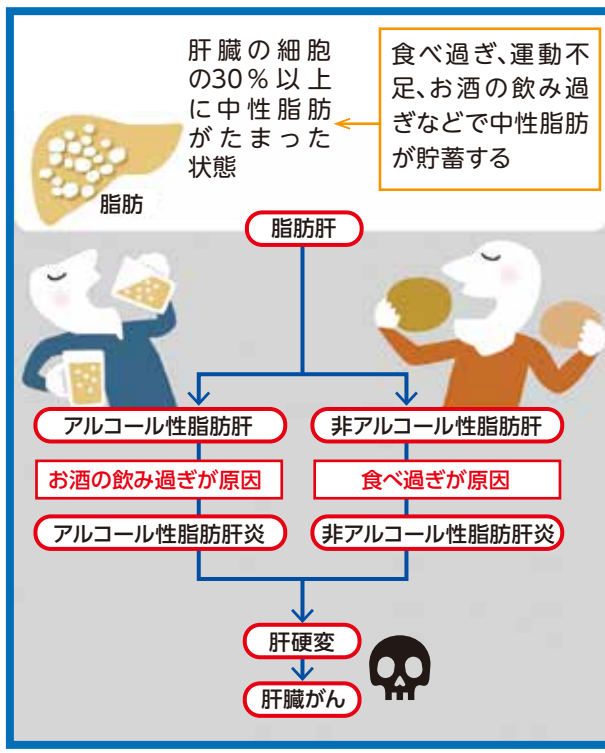 肝臓の細胞
の30％以上
に中性脂肪
がたまった
状態
食べ過ぎ、運動不
足、お酒の飲み過
ぎなどで中性脂肪
が貯蓄する
脂肪
脂肪肝
アルコール性脂肪肝
非アルコール性脂肪肝
お酒の飲み過ぎが原因
食べ過ぎが原因
アルコール性脂肪肝炎
非アルコール性脂肪肝炎
肝硬変
肝臓がん